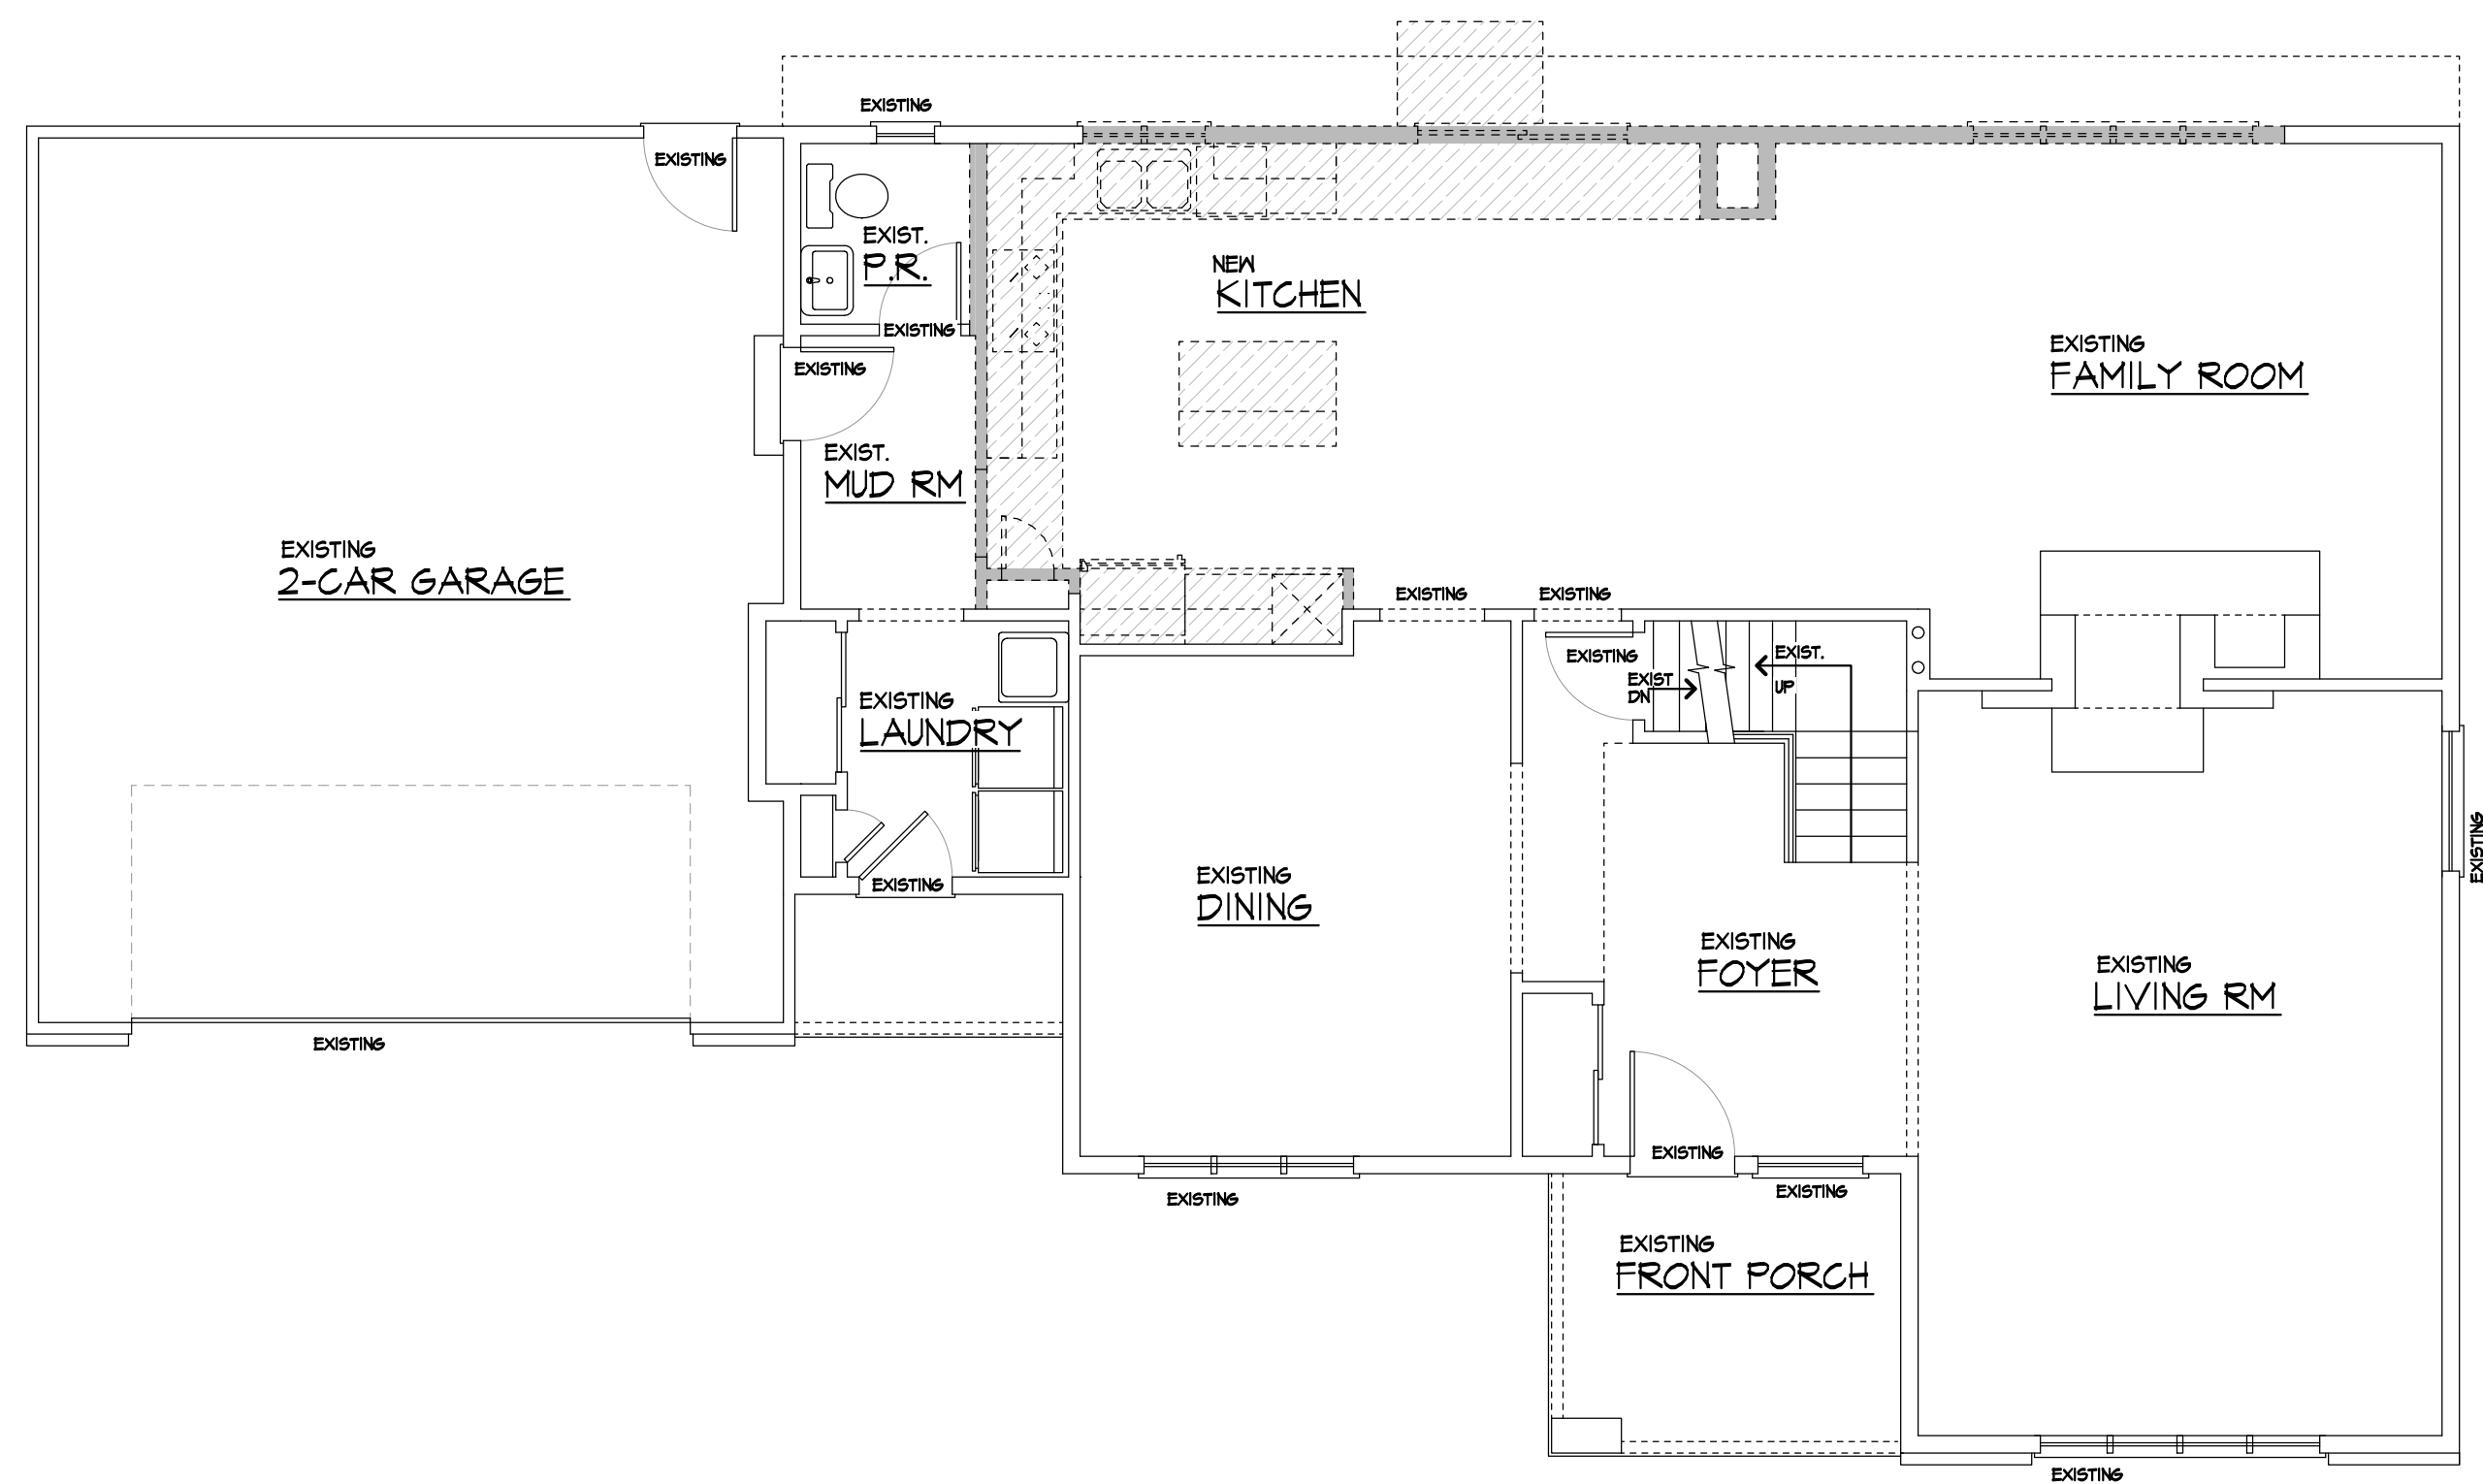 EXISTING
EXISTING
EXIST.
P.R.
EXISTING
EXISTING
NEW
KITCHEN
EXISTING
FAMILY ROOM
EXIST.
MUD RM
EXISTING
2-CAR GARAGE
EXISTING
EXISTING
EXISTING
EXIST.
UP
EXIST
DN
EXISTING
LAUNDRY
EXISTING
EXISTING
EXISTING
DINING
EXISTING
FOYER
EXISTING
LIVING RM
EXISTING
EXISTING
EXISTING
EXISTING
EXISTING
FRONT PORCH
EXISTING